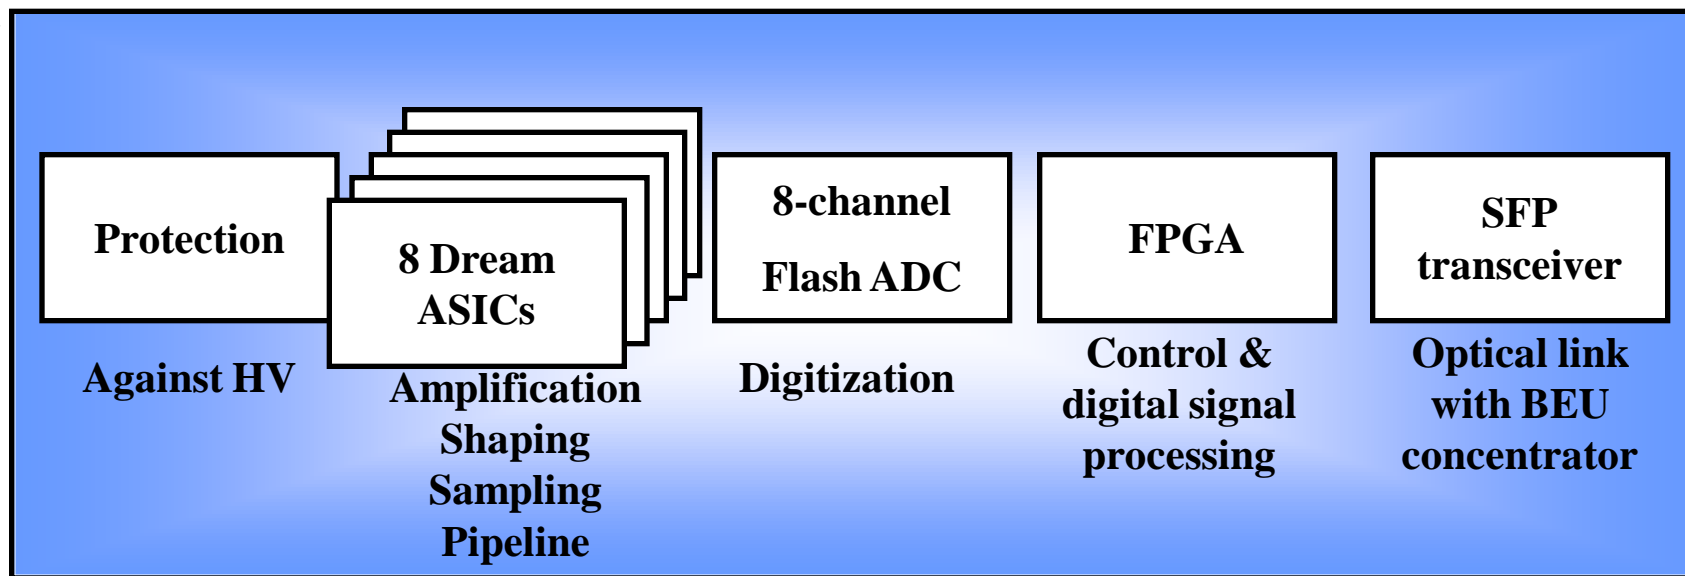 Protection
Against HV
8 Dream
ASICs
Amplification
Shaping
Sampling
Pipeline
8-channel
Flash ADC
Digitization
FPGA
Control &
digital signal
processing
SFP
transceiver
Optical link
with BEU
concentrator